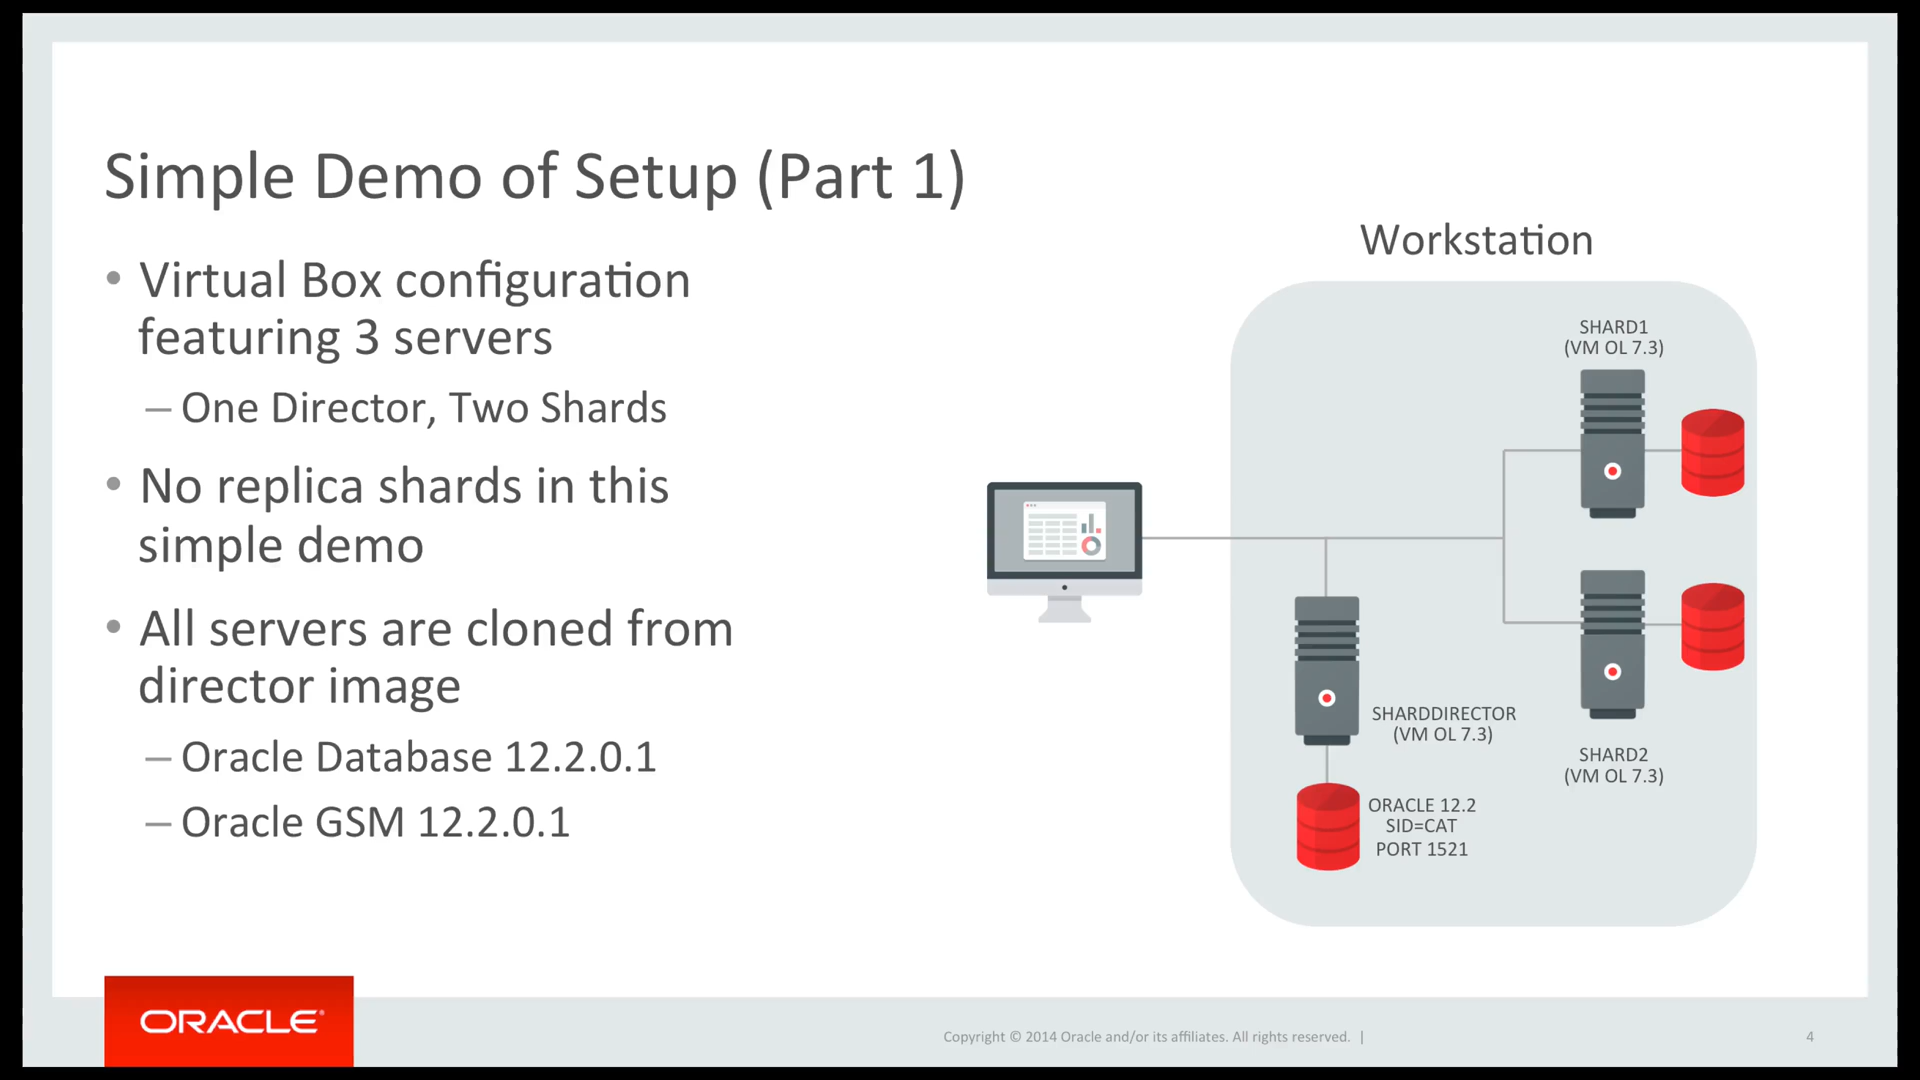 Simple Demo of Setup (Part 1)
• Virtual Box configuration
featuring 3 servers
– One Director, Two Shards
• No replica shards in this
simple demo
• All servers are cloned from
director image
– Oracle Database 12.2.0.1
– Oracle GSM 12.2.0.1
Workstation
SHARD1
(VM OL 7.3)
SHARDDIRECTOR
(VM OL 7.3)
SHARD2
(VM OL 7.3)
ORACLE 12.2
SID=CAT
PORT 1521
ORACLE®
Copyright © 2014 Oracle and/or its affiliates. All rights reserved. |
4